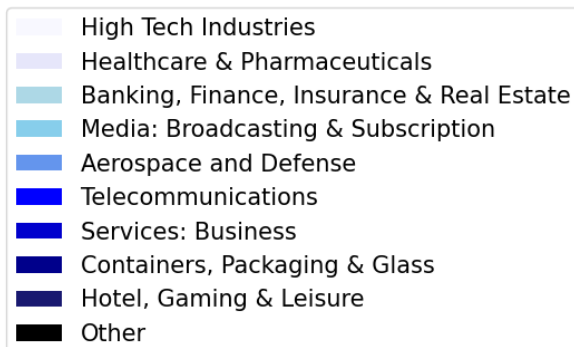 High Tech Industries
Healthcare & Pharmaceuticals
Banking, Finance, Insurance & Real Estate
Media: Broadcasting & Subscription
Aerospace and Defense
Telecommunications
Services: Business
Containers, Packaging & Glass
Hotel, Gaming & Leisure
Other